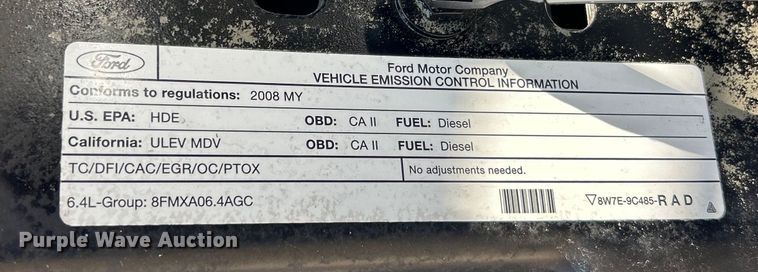 Ford
Ford Motor Company
VEHICLE EMISSION CONTROL INFORMATION
Conforms to regulations: 2008 MY
U.S. EPA: HDE OBD: CA II FUEL: Diesel
California: ULEV MDV OBD: CA II FUEL: Diesel
TC/DFI/CAC/EGR/OC/PTOX No adjustments needed.
6.4L-Group: 8FMXA06.4AGC ▽8W7E-9C485-RAD
Purple Wave Auction